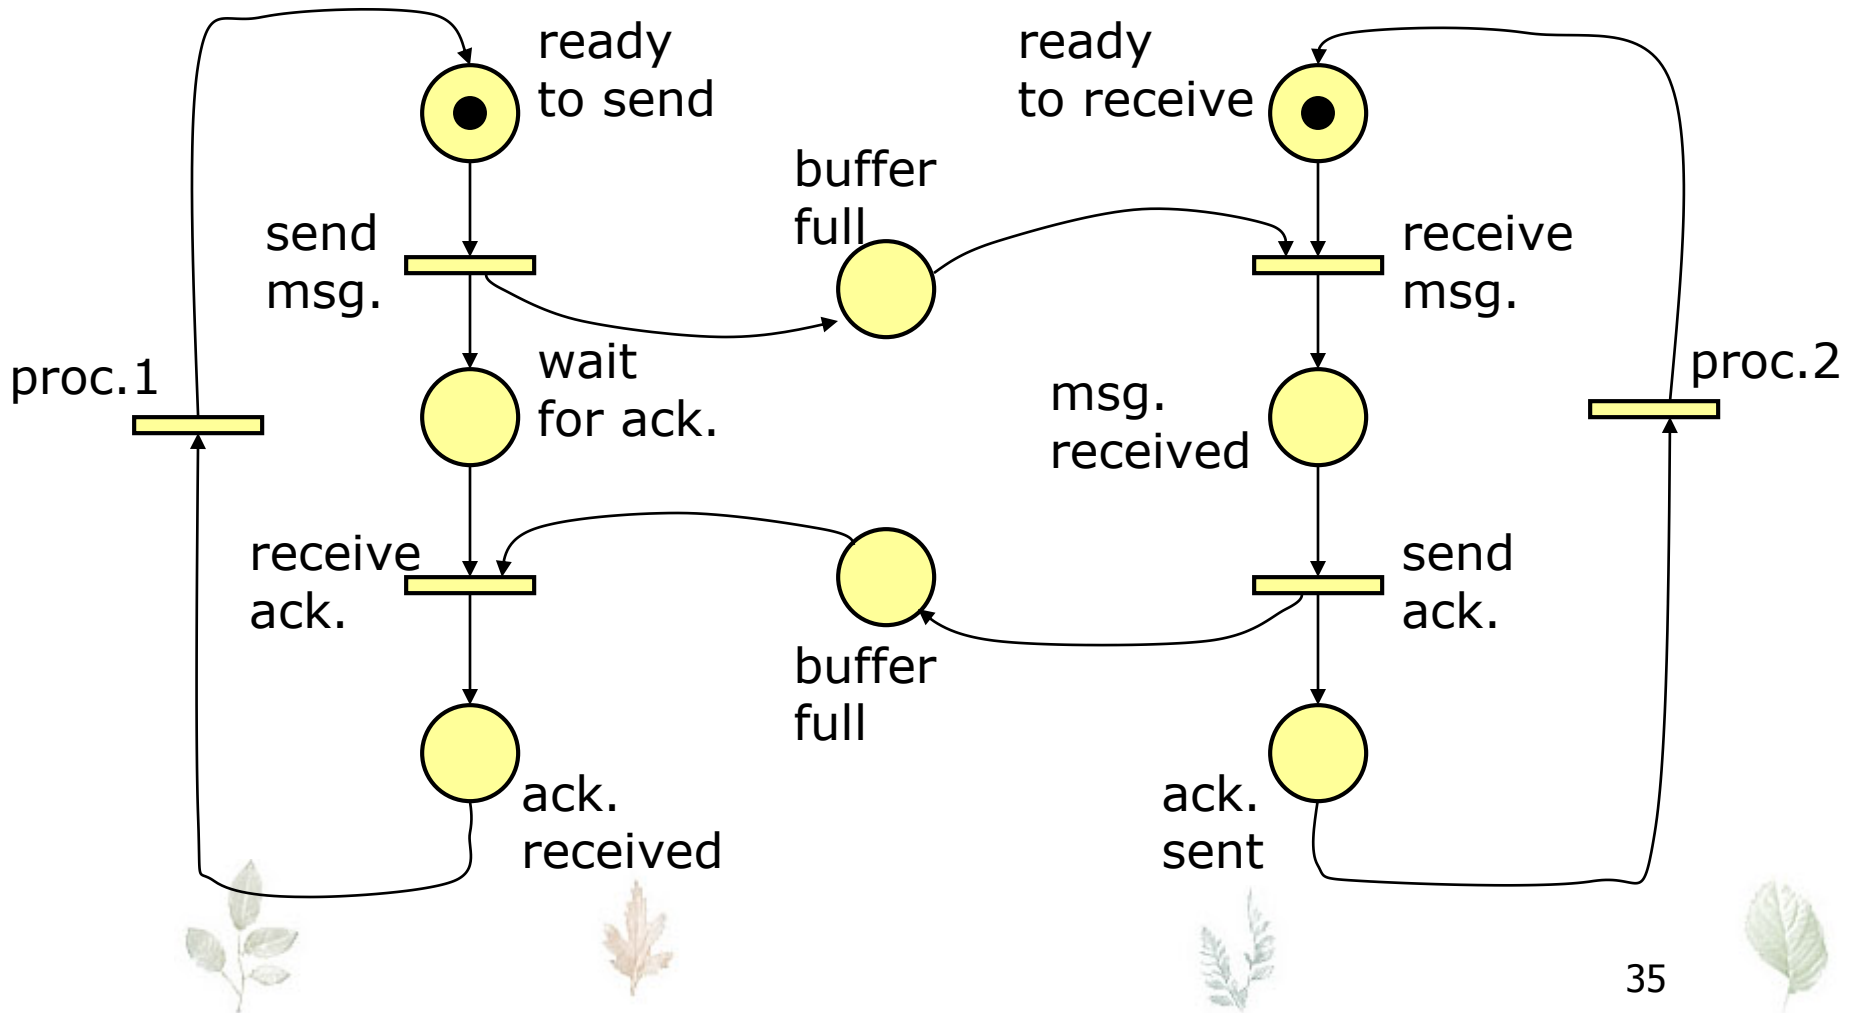 ready
to send
ready
to receive
buffer
full
send
msg.
receive
msg.
proc.1
wait
for ack.
msg.
received
proc.2
receive
ack.
send
ack.
buffer
full
ack.
received
ack.
sent
35